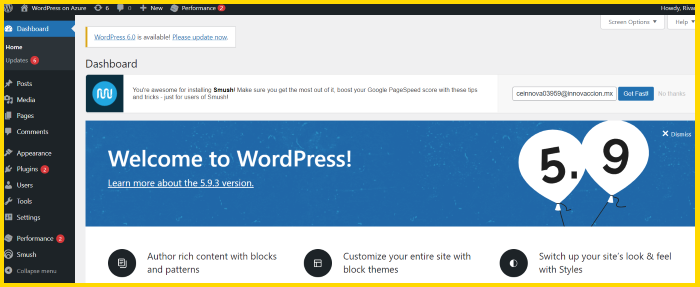 WordPress on Azure 6 0 + New Performance 2 Howdy, Riva
Dashboard
Home
Updates 4
Posts
Media
Pages
Comments
Appearance
Plugins 2
Users
Tools
Settings
Performance 2
Smush
Collapse menu
Screen Options ▼ Help ▼
WordPress 6.0 is available! Please update now.
Dashboard
You're awesome for installing Smush! Make sure you get the most out of it, boost your Google PageSpeed score with these tips
and tricks - just for users of Smush!
ceinnova03959@innovaccion.mx Get Fast! No thanks
Dismiss
Welcome to WordPress!
Learn more about the 5.9.3 version.
5.9
Author rich content with blocks
and patterns
Customize your entire site with
block themes
Switch up your site's look & feel
with Styles